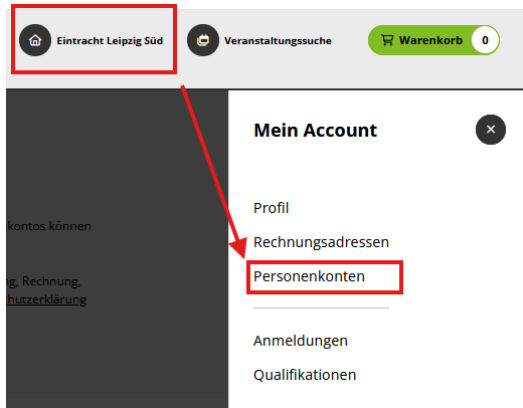 Eintracht Leipzig Süd
Veranstaltungssuche
Warenkorb 0
Mein Account
Profil
kontos können
Rechnungsadressen
ng, Rechnung,
Personenkonten
hutzerklärung
Anmeldungen
Qualifikationen